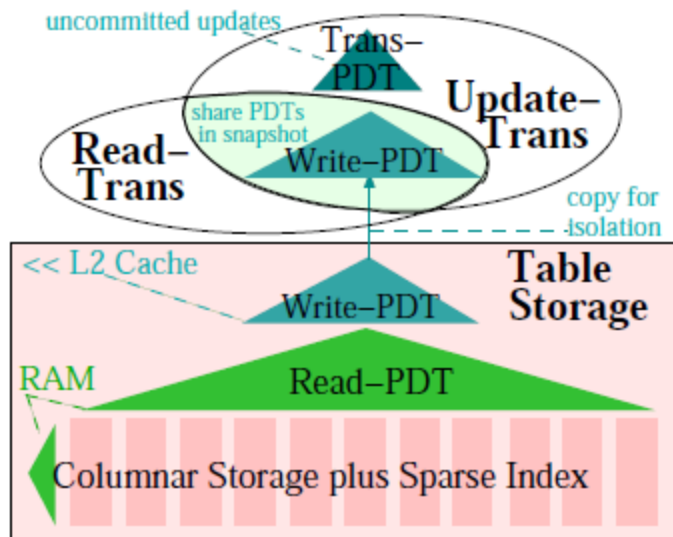 uncommitted updates
Trans–
PDT
share PDTs
in snapshot
Update–
Trans
Read–
Trans
Write–PDT
copy for
isolation
<< L2 Cache
Table
Storage
Write–PDT
RAM
Read–PDT
Columnar Storage plus Sparse Index